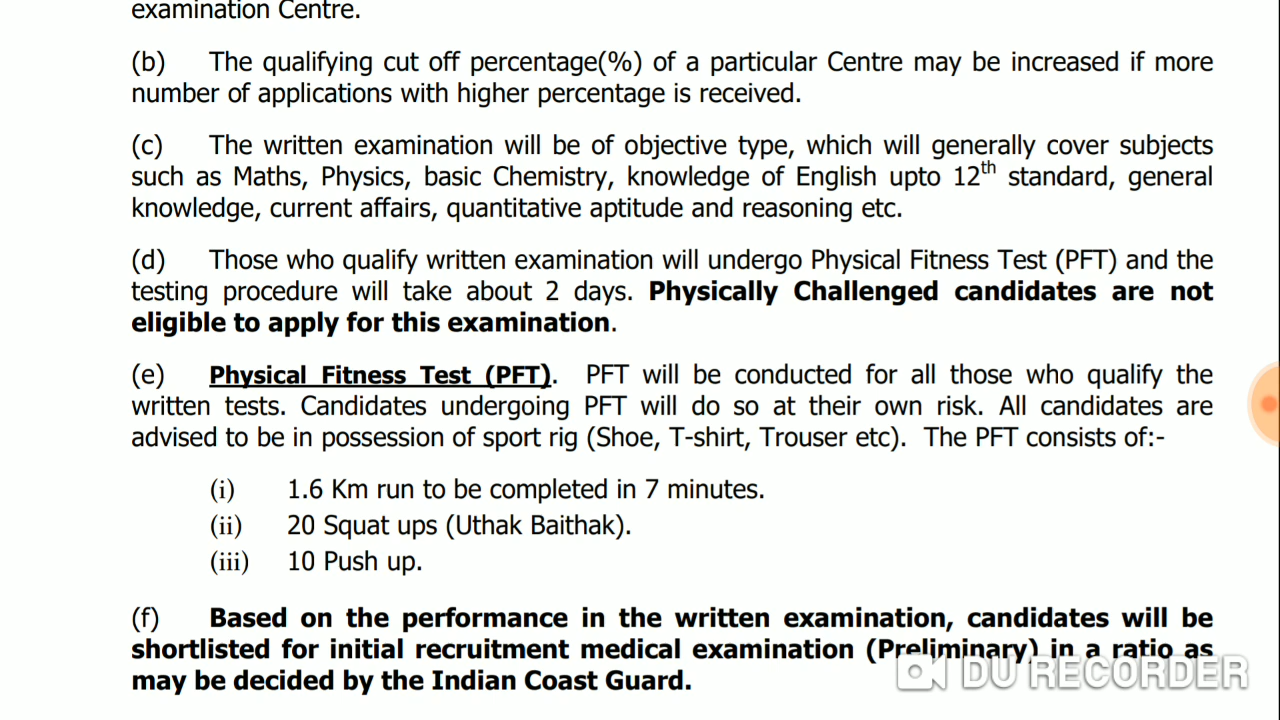 examination Centre.
(b) The qualifying cut off percentage(%) of a particular Centre may be increased if more
number of applications with higher percentage is received.
(c) The written examination will be of objective type, which will generally cover subjects
such as Maths, Physics, basic Chemistry, knowledge of English upto 12th standard, general
knowledge, current affairs, quantitative aptitude and reasoning etc.
(d) Those who qualify written examination will undergo Physical Fitness Test (PFT) and the
testing procedure will take about 2 days. Physically Challenged candidates are not
eligible to apply for this examination.
(e) Physical Fitness Test (PFT). PFT will be conducted for all those who qualify the
written tests. Candidates undergoing PFT will do so at their own risk. All candidates are
advised to be in possession of sport rig (Shoe, T-shirt, Trouser etc). The PFT consists of:-
(i) 1.6 Km run to be completed in 7 minutes.
(ii) 20 Squat ups (Uthak Baithak).
(iii) 10 Push up.
(f) Based on the performance in the written examination, candidates will be
shortlisted for initial recruitment medical examination (Preliminary) in a ratio as
may be decided by the Indian Coast Guard.
DU RECORDER